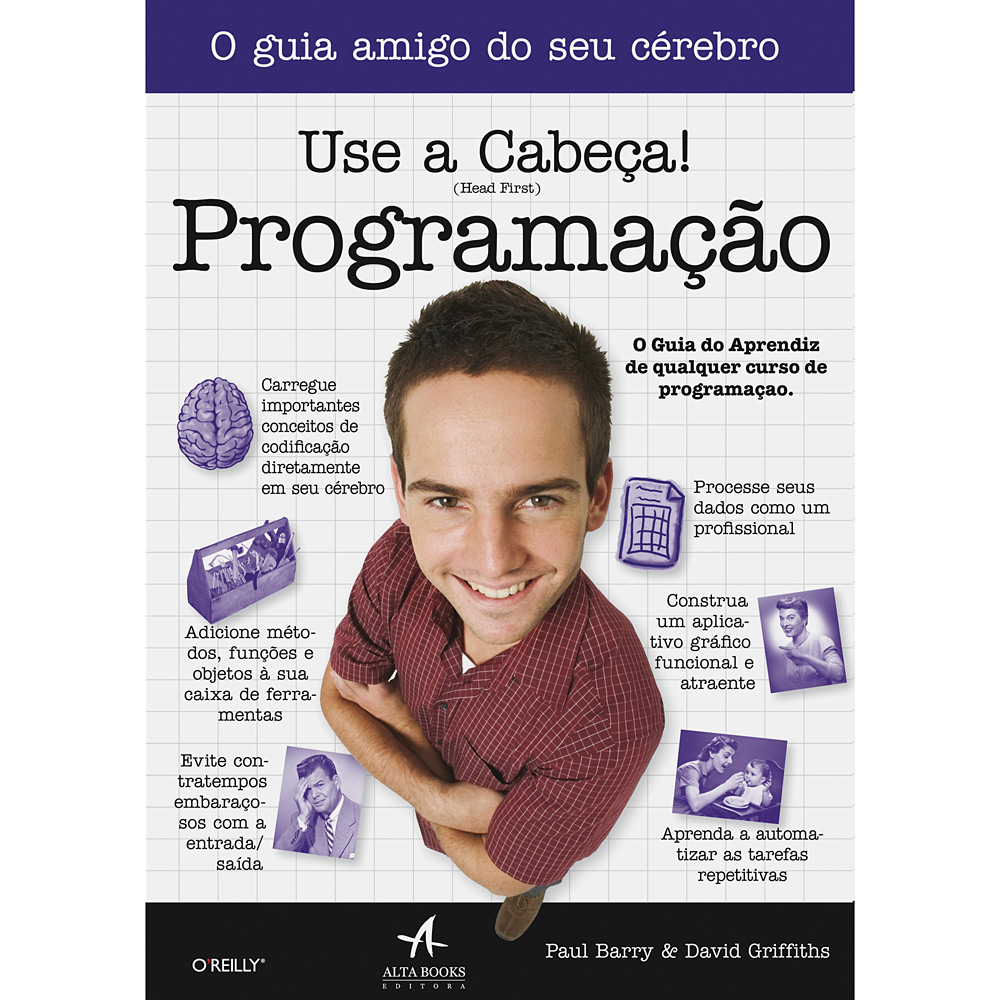 O guia amigo do seu cérebro
Use a Cabeça!
(Head First)
Programação
O Guia do Aprendiz
de qualquer curso de
programaçao.
Carregue
importantes
conceitos de
codificação
diretamente
em seu cérebro
Processe seus
dados como um
profissional
Adicione méto-
dos, funções e
objetos à sua
caixa de ferra-
mentas
Construa
um aplica-
tivo gráfico
funcional e
atraente
Evite con-
tratempos
embaraço-
sos com a
entrada/
saída
Aprenda a automa-
tizar as tarefas
repetitivas
O'REILLY®
ALTA BOOKS
EDITORA
Paul Barry & David Griffiths